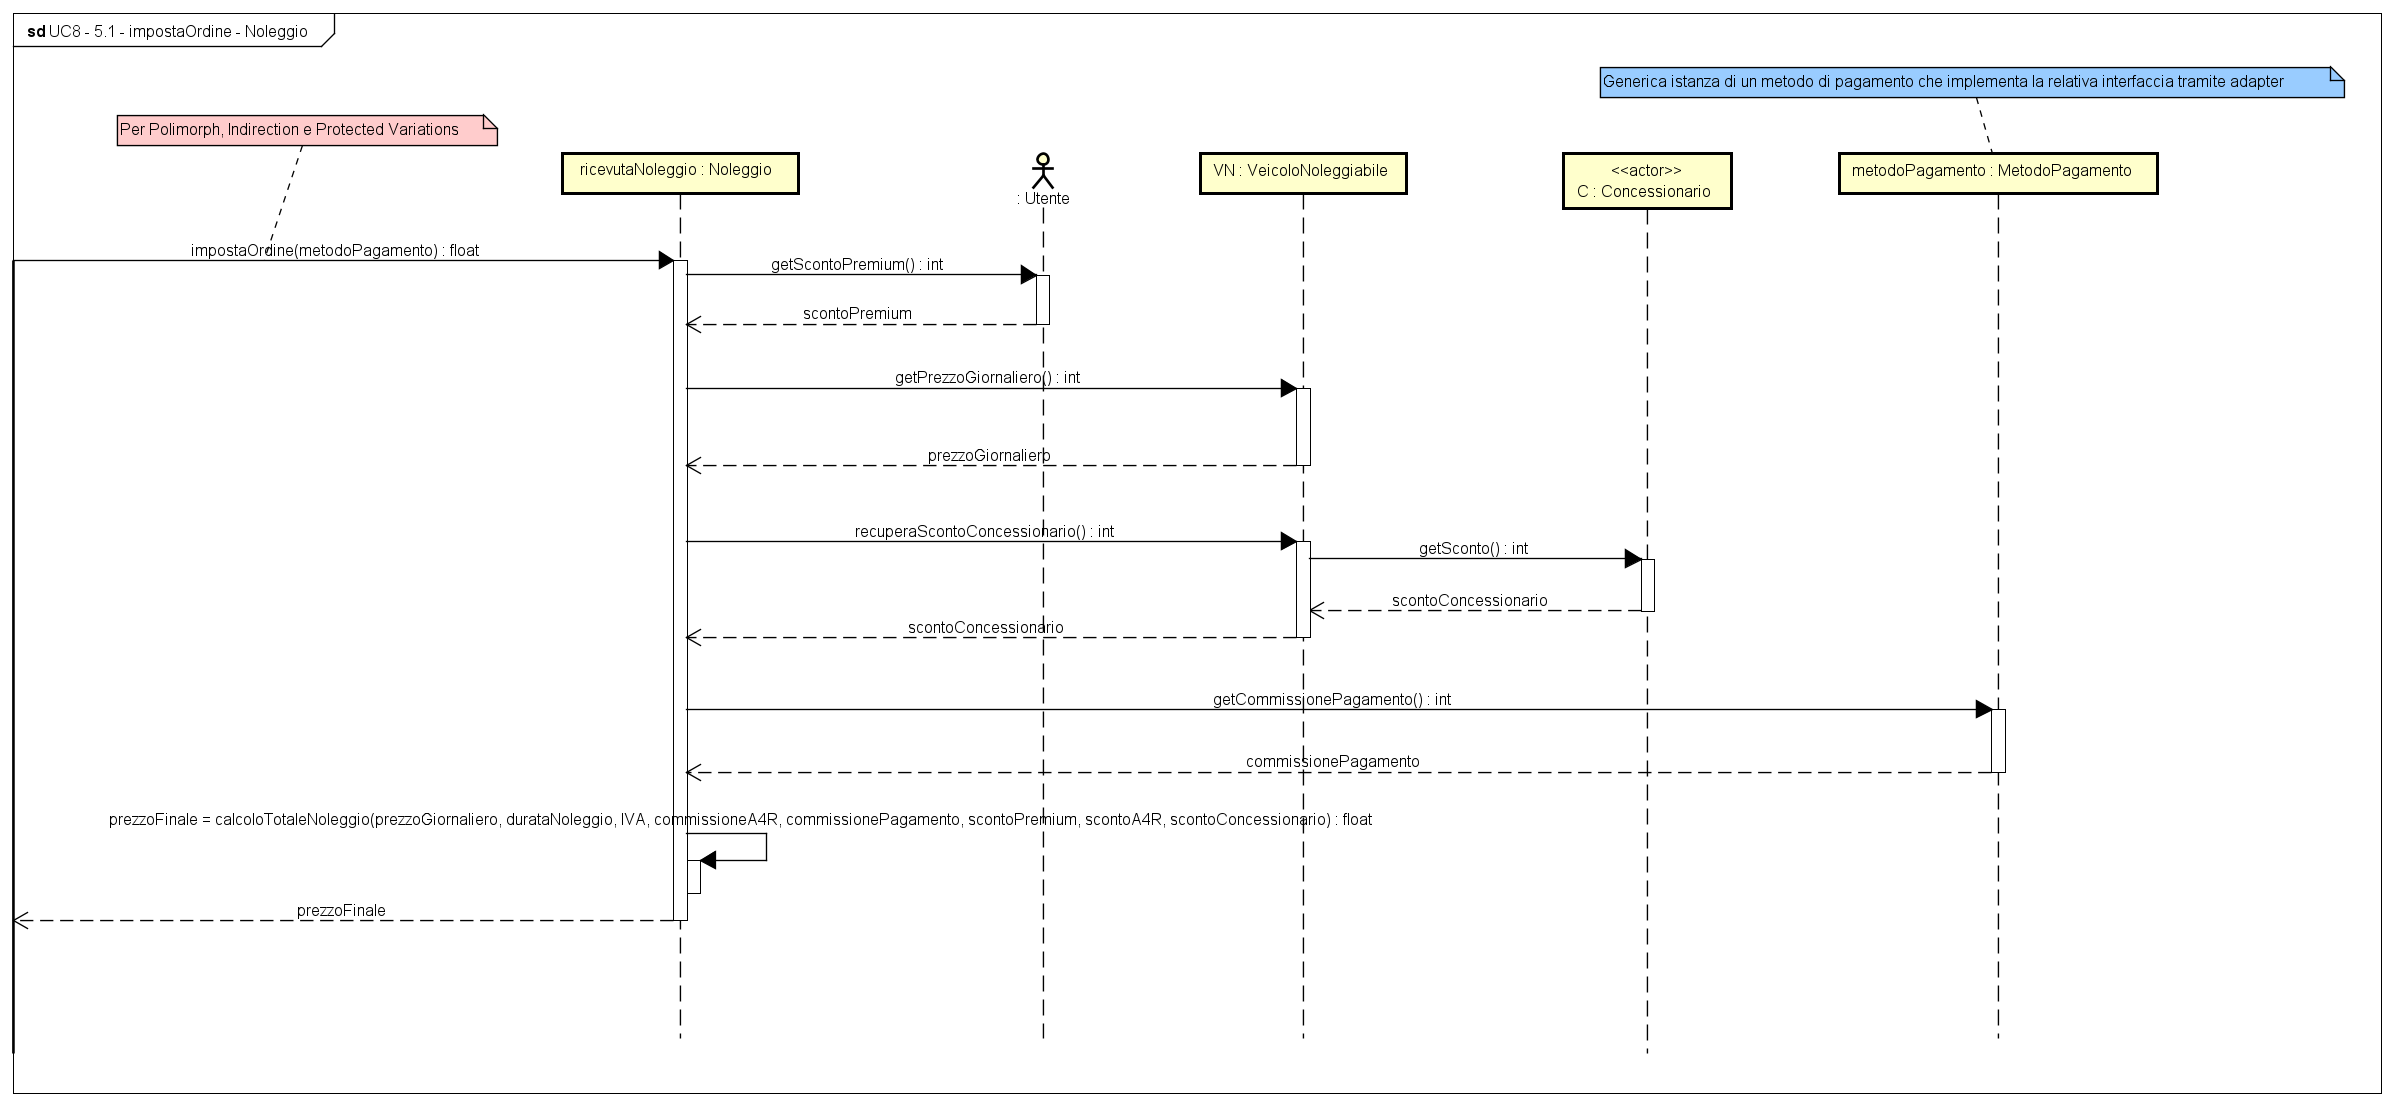 sd UC8 - 5.1 - impostaOrdine - Noleggio
Generica istanza di un metodo di pagamento che implementa la relativa interfaccia tramite adapter
Per Polimorph, Indirection e Protected Variations
ricevutaNoleggio : Noleggio
: Utente
VN : VeicoloNoleggiabile
<<actor>>
C : Concessionario
metodoPagamento : MetodoPagamento
impostaOrdine(metodoPagamento) : float
getScontoPremium() : int
scontoPremium
getPrezzoGiornaliero() : int
prezzoGiornaliero
recuperaScontoConcessionario() : int
getSconto() : int
scontoConcessionario
scontoConcessionario
getCommissionePagamento() : int
commissionePagamento
prezzoFinale = calcoloTotaleNoleggio(prezzoGiornaliero, durataNoleggio, IVA, commissioneA4R, commissionePagamento, scontoPremium, scontoA4R, scontoConcessionario) : float
prezzoFinale